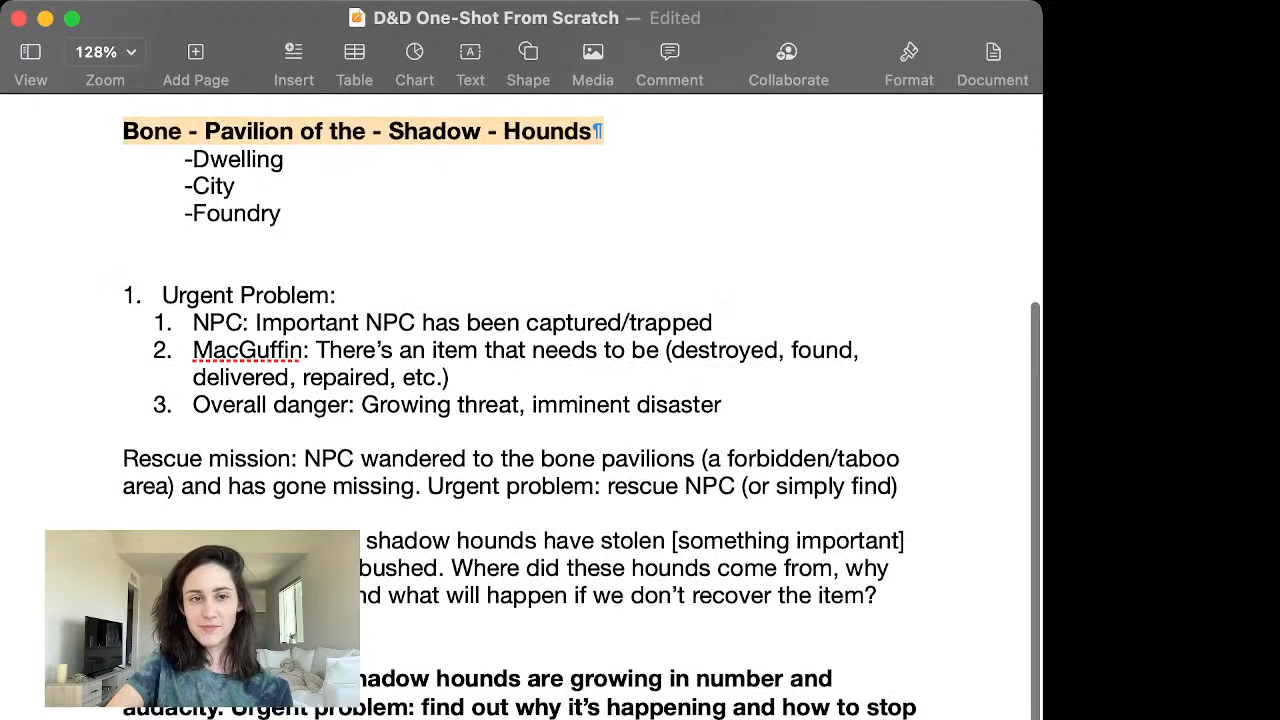 D&D One-Shot From Scratch — Edited
128%
View Zoom Add Page Insert Table Chart Text Shape Media Comment Collaborate Format Document
Bone - Pavilion of the - Shadow - Hounds¶
-Dwelling
-City
-Foundry
1. Urgent Problem:
1. NPC: Important NPC has been captured/trapped
2. MacGuffin: There’s an item that needs to be (destroyed, found,
delivered, repaired, etc.)
3. Overall danger: Growing threat, imminent disaster
Rescue mission: NPC wandered to the bone pavilions (a forbidden/taboo
area) and has gone missing. Urgent problem: rescue NPC (or simply find)
shadow hounds have stolen [something important]
bushed. Where did these hounds come from, why
nd what will happen if we don’t recover the item?
hadow hounds are growing in number and
audacity. Urgent problem: find out why it’s happening and how to stop